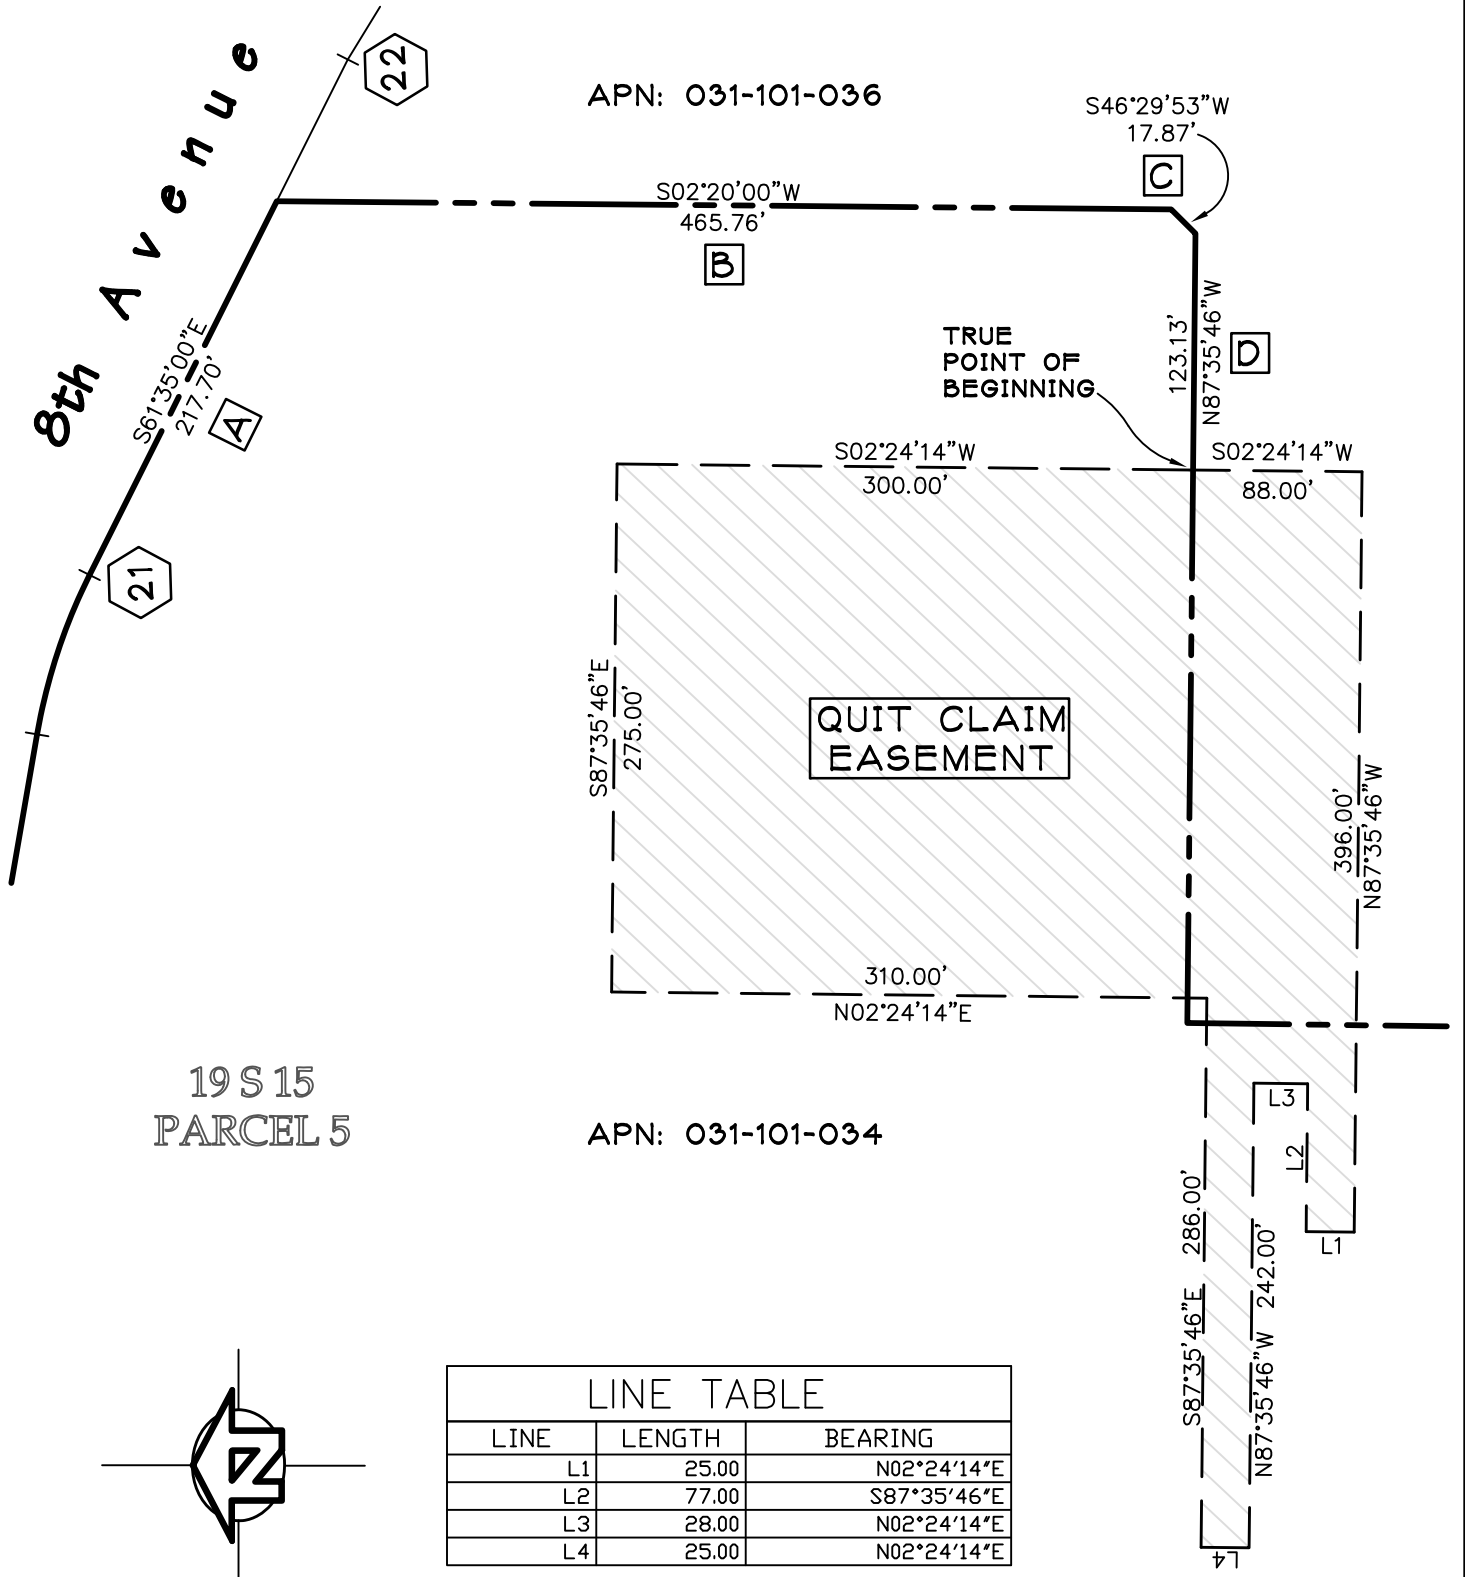 22
APN: 031-101-036
S46°29'53"W
17.87'
C
8th Avenue
S02°20'00"W
465.76'
B
S61°35'00"E
217.70'
A
TRUE
POINT OF
BEGINNING
123.13'
N87°35'46"W
D
S02°24'14"W
300.00'
S02°24'14"W
88.00'
21
S87°35'46"E
275.00'
QUIT CLAIM
EASEMENT
396.00'
N87°35'46"W
310.00'
N02°24'14"E
19 S 15
PARCEL 5
APN: 031-101-034
L3
L2
L1
S87°35'46"E 286.00'
N87°35'46"W 242.00'
L4
N
LINE TABLE
LINE LENGTH BEARING
L1 25.00 N02°24'14"E
L2 77.00 S87°35'46"E
L3 28.00 N02°24'14"E
L4 25.00 N02°24'14"E